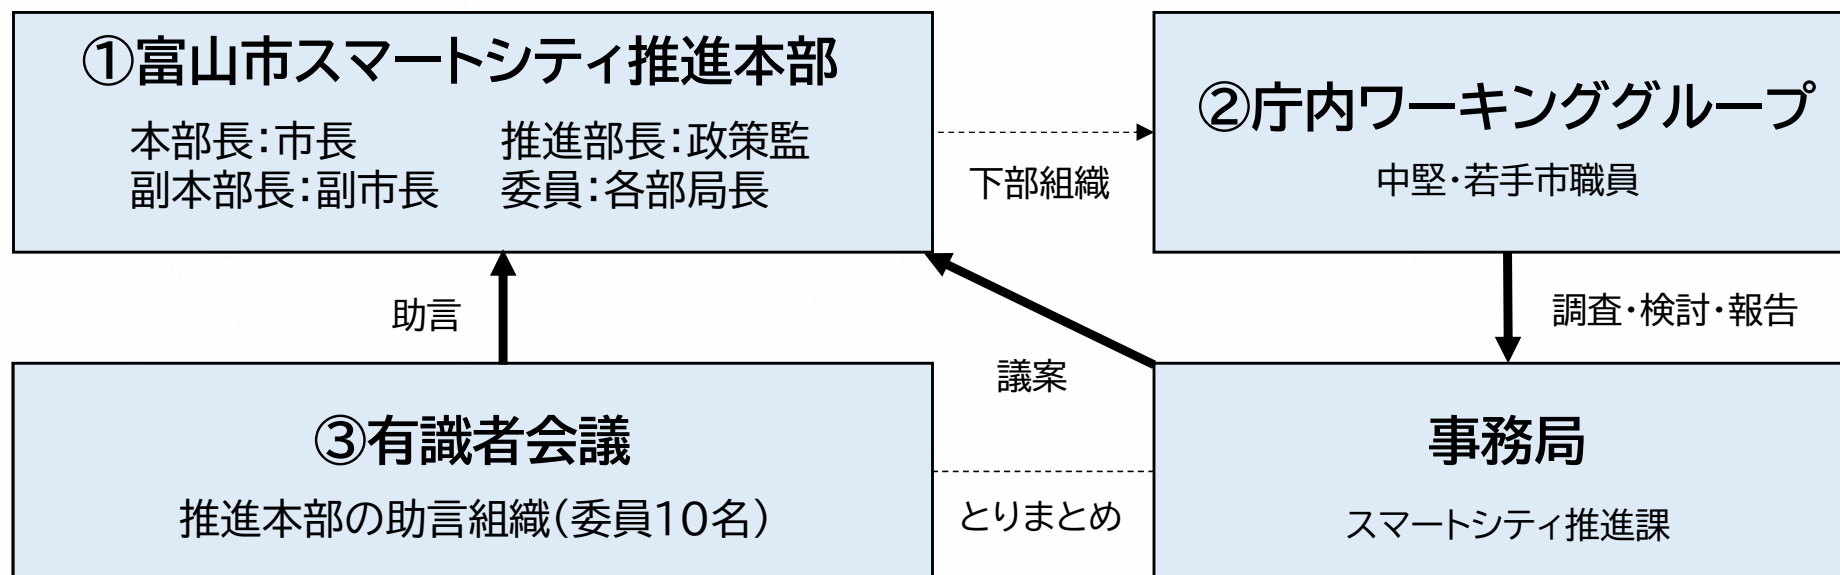 ①富山市スマートシティ推進本部
本部長：市長　推進部長：政策監
副本部長：副市長　委員：各部局長
下部組織
②庁内ワーキンググループ
中堅・若手市職員
助言
議案
調査・検討・報告
③有識者会議
推進本部の助言組織（委員10名）
とりまとめ
事務局
スマートシティ推進課